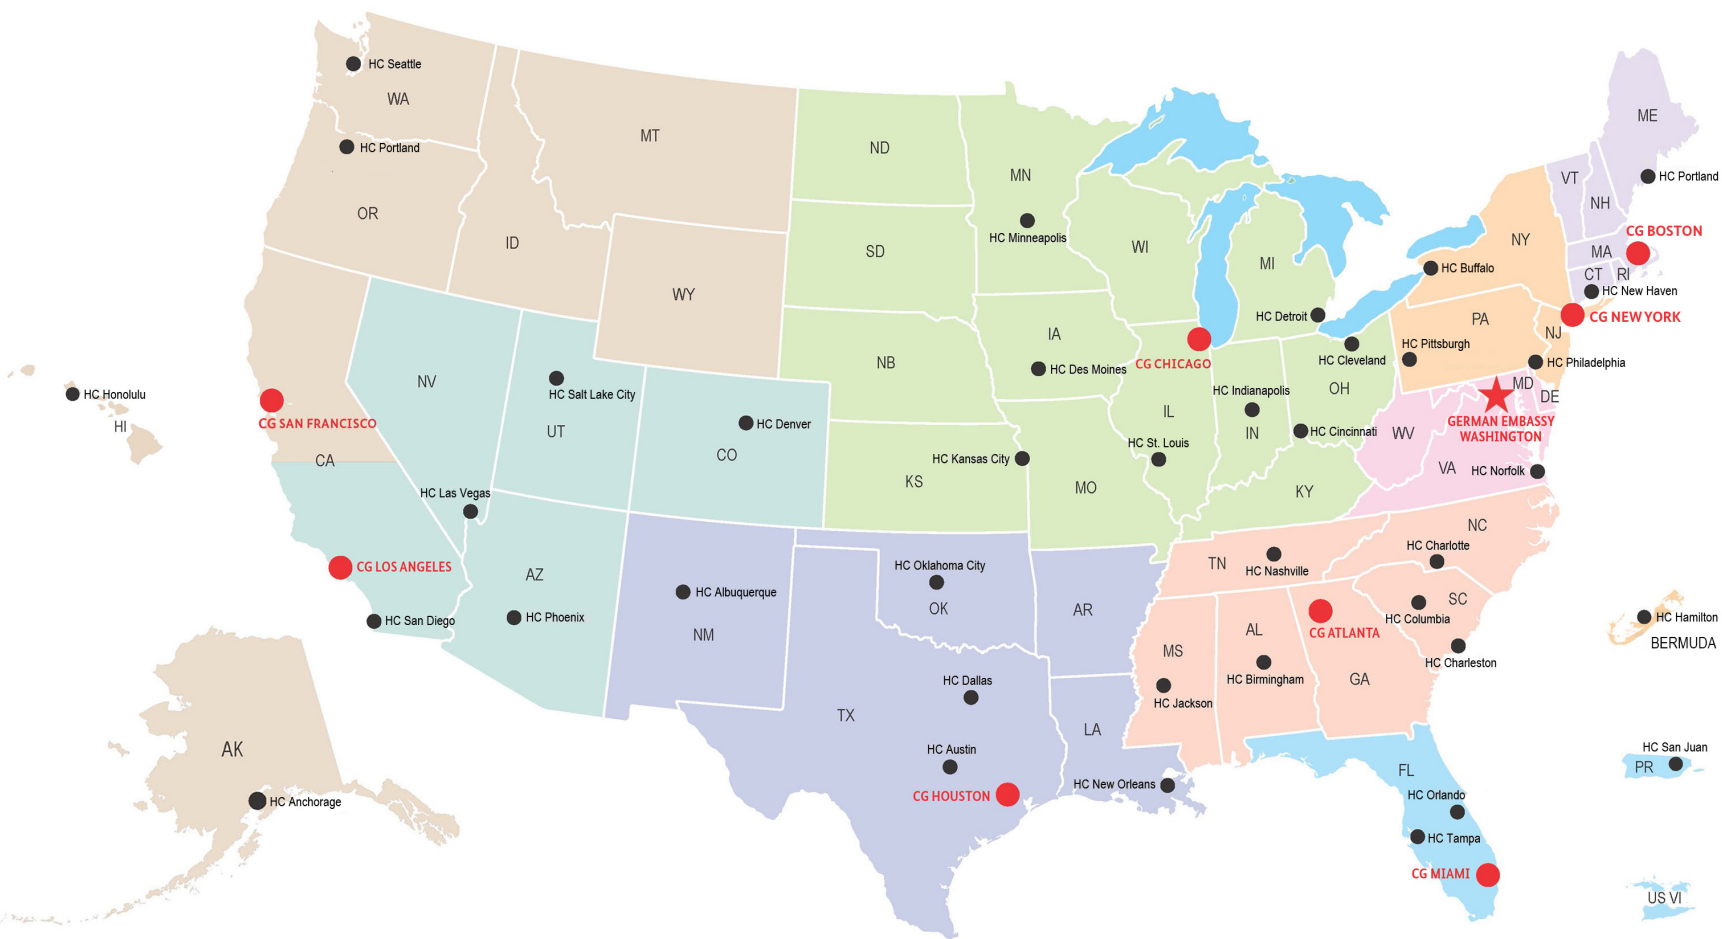 HC Seattle
WA
HC Portland
OR
ID
MT
WY
ND
SD
NB
KS
MN
HC Minneapolis
WI
MI
HC Detroit
IA
HC Des Moines
CG CHICAGO
IL
HC St. Louis
HC Kansas City
MO
HC Indianapolis
IN
HC Cleveland
OH
HC Cincinnati
KY
ME
HC Portland
VT
NH
CG BOSTON
MA
CT
RI
HC New Haven
NY
HC Buffalo
CG NEW YORK
PA
NJ
HC Pittsburgh
HC Philadelphia
MD
DE
GERMAN EMBASSY
WASHINGTON
WV
VA
HC Norfolk
HC Honolulu
HI
CG SAN FRANCISCO
CA
NV
HC Salt Lake City
UT
HC Denver
CO
HC Las Vegas
CG LOS ANGELES
HC San Diego
AZ
HC Phoenix
HC Albuquerque
NM
HC Oklahoma City
OK
AR
HC Dallas
TX
HC Austin
CG HOUSTON
LA
HC New Orleans
TN
HC Nashville
NC
HC Charlotte
SC
HC Columbia
HC Charleston
CG ATLANTA
GA
AL
HC Birmingham
MS
HC Jackson
FL
HC Orlando
HC Tampa
CG MIAMI
HC Hamilton
BERMUDA
HC San Juan
PR
US VI
AK
HC Anchorage